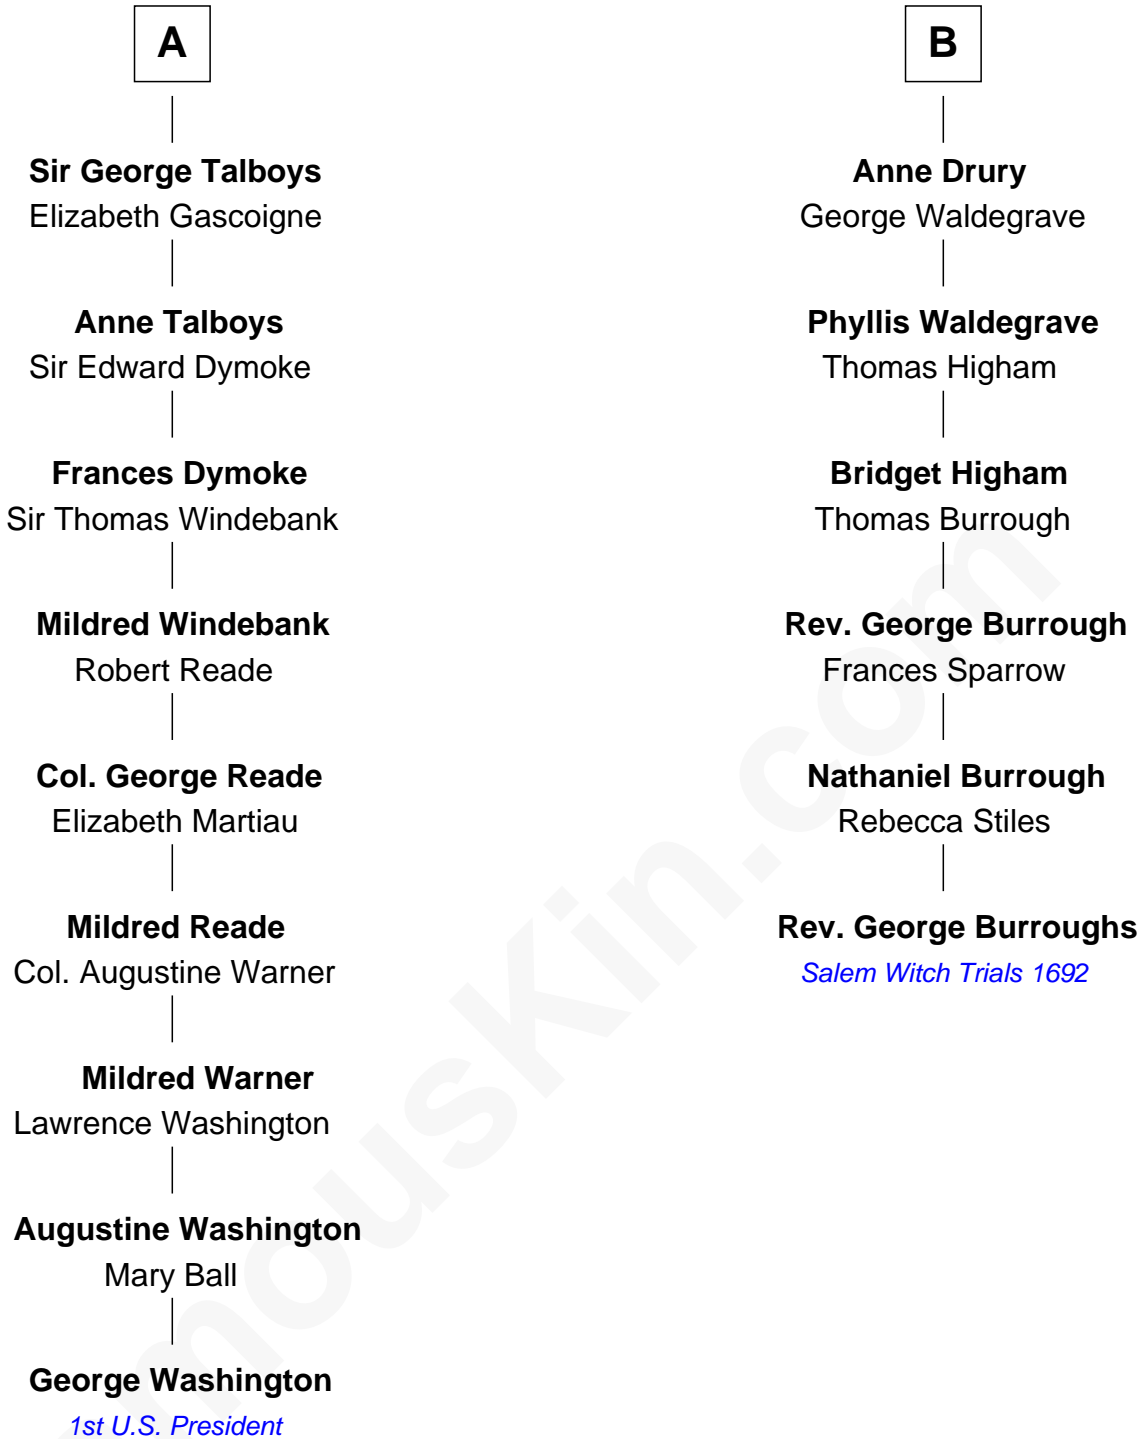 A
Sir George Talboys
Elizabeth Gascoigne
Anne Talboys
Sir Edward Dymoke
Frances Dymoke
Sir Thomas Windebank
Mildred Windebank
Robert Reade
Col. George Reade
Elizabeth Martiau
Mildred Reade
Col. Augustine Warner
Mildred Warner
Lawrence Washington
Augustine Washington
Mary Ball
George Washington
1st U.S. President
B
Anne Drury
George Waldegrave
Phyllis Waldegrave
Thomas Higham
Bridget Higham
Thomas Burrough
Rev. George Burrough
Frances Sparrow
Nathaniel Burrough
Rebecca Stiles
Rev. George Burroughs
Salem Witch Trials 1692
mousKin.com